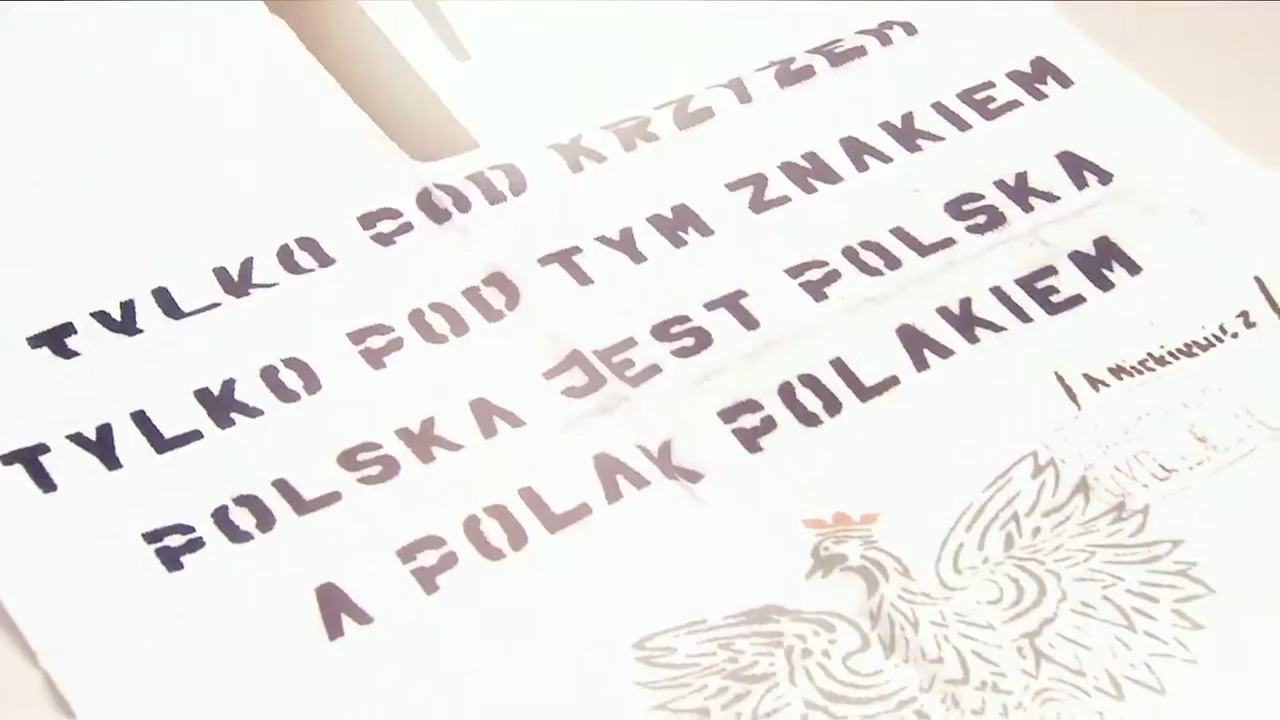 TYLKO POD KRZYŻEM
TYLKO POD TYM ZNAKIEM
POLSKA JEST POLSKA
A POLAK POLAKIEM
/A Mickiewicz/